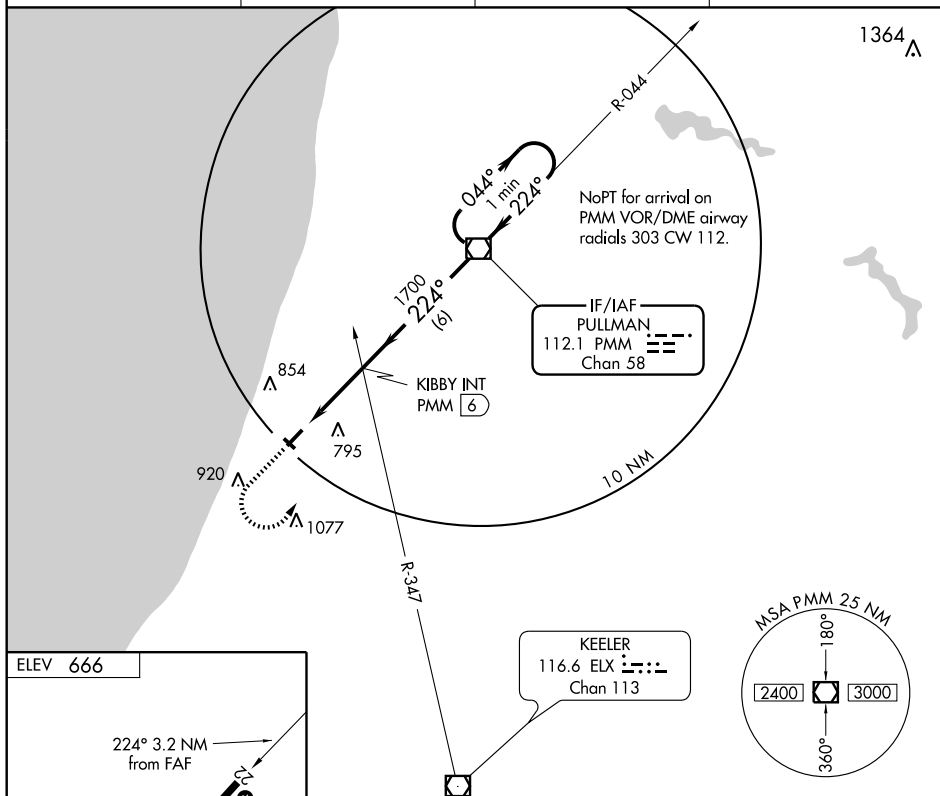 1364
R-044
044°
1 min
224°
NoPT for arrival on
PMM VOR/DME airway
radials 303 CW 112.
1700
224°
(6)
IF/IAF
PULLMAN
112.1 PMM
Chan 58
854
KIBBY INT
PMM 6
795
920
1077
10 NM
R-347
KEELER
116.6 ELX
Chan 113
MSA PMM 25 NM
180°
2400
3000
360°
ELEV 666
224° 3.2 NM
from FAF
22